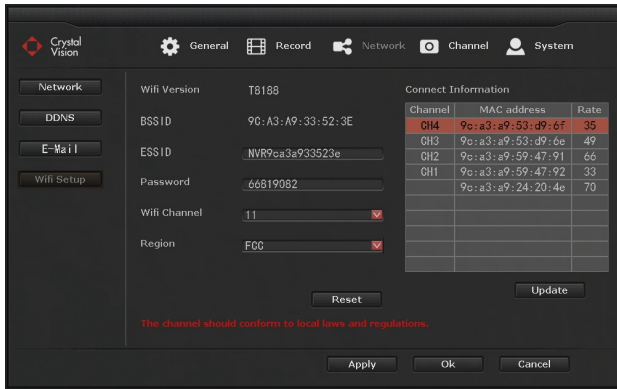 Crystal Vision
General Record Network Channel System
Network
DDNS
E-Mail
Wifi Setup
Wifi Version T8188
BSSID 9C:A3:A9:33:52:3E
ESSID NVR9ca3a933523e
Password 66819082
Wifi Channel 11
Region FCC
Reset
The channel should conform to local laws and regulations.
Connect Information
Channel MAC address Rate
CH4 9c:a3:a9:53:d9:6f 35
CH3 9c:a3:a9:53:d9:6e 49
CH2 9c:a3:a9:59:47:91 66
CH1 9c:a3:a9:59:47:92 33
9c:a3:a9:24:20:4e 70
Update
Apply Ok Cancel